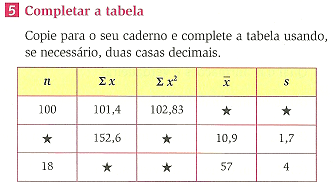 5 Completar a tabela
Copie para o seu caderno e complete a tabela usando,
se necessário, duas casas decimais.
n Σ x Σ x² x̄ s
100 101,4 102,83 ★ ★
★ 152,6 ★ 10,9 1,7
18 ★ ★ 57 4